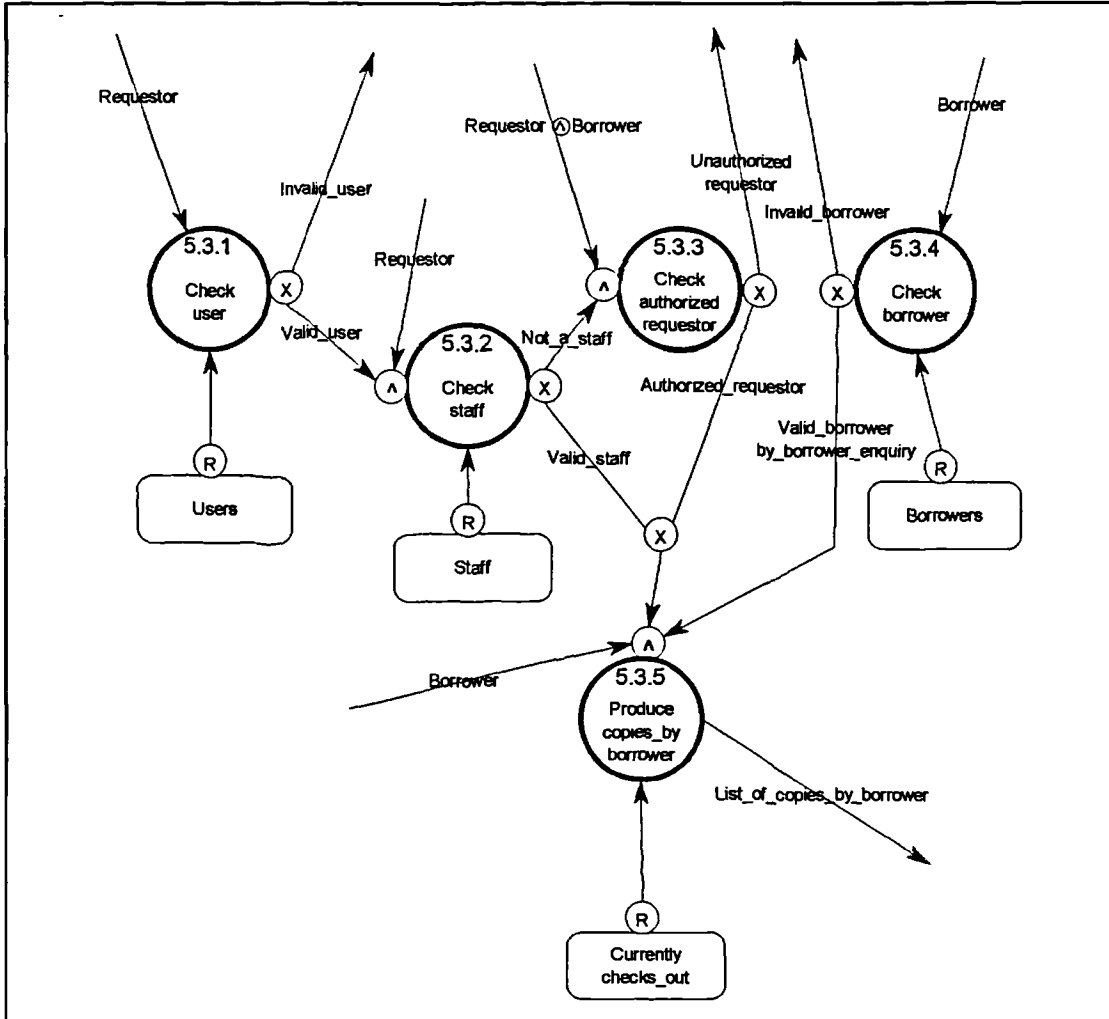 Requestor
Invalid_user
5.3.1
Check
user
X
Valid_user
R
Users
Requestor
^
5.3.2
Check
staff
X
Not_a_staff
Valid_staff
R
Staff
Requestor ^ Borrower
^
5.3.3
Check
authorized
requestor
X
Unauthorized
requestor
Authorized_requestor
Invalid_borrower
Borrower
X
5.3.4
Check
borrower
Valid_borrower
by_borrower_enquiry
R
Borrowers
X
^
Borrower
5.3.5
Produce
copies_by
borrower
List_of_copies_by_borrower
R
Currently
checks_out